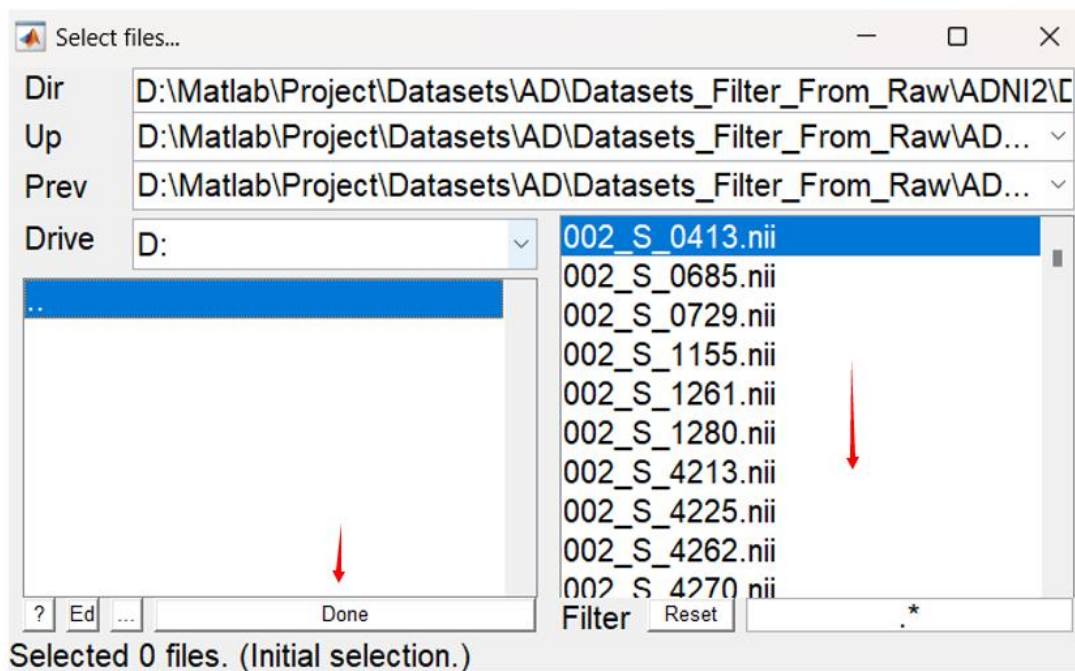 Select files...
Dir D:\Matlab\Project\Datasets\AD\Datasets_Filter_From_Raw\ADNI2\D
Up D:\Matlab\Project\Datasets\AD\Datasets_Filter_From_Raw\AD...
Prev D:\Matlab\Project\Datasets\AD\Datasets_Filter_From_Raw\AD...
Drive D:
..
002_S_0413.nii
002_S_0685.nii
002_S_0729.nii
002_S_1155.nii
002_S_1261.nii
002_S_1280.nii
002_S_4213.nii
002_S_4225.nii
002_S_4262.nii
002_S_4270.nii
? Ed ... Done
Filter Reset .*
Selected 0 files. (Initial selection.)